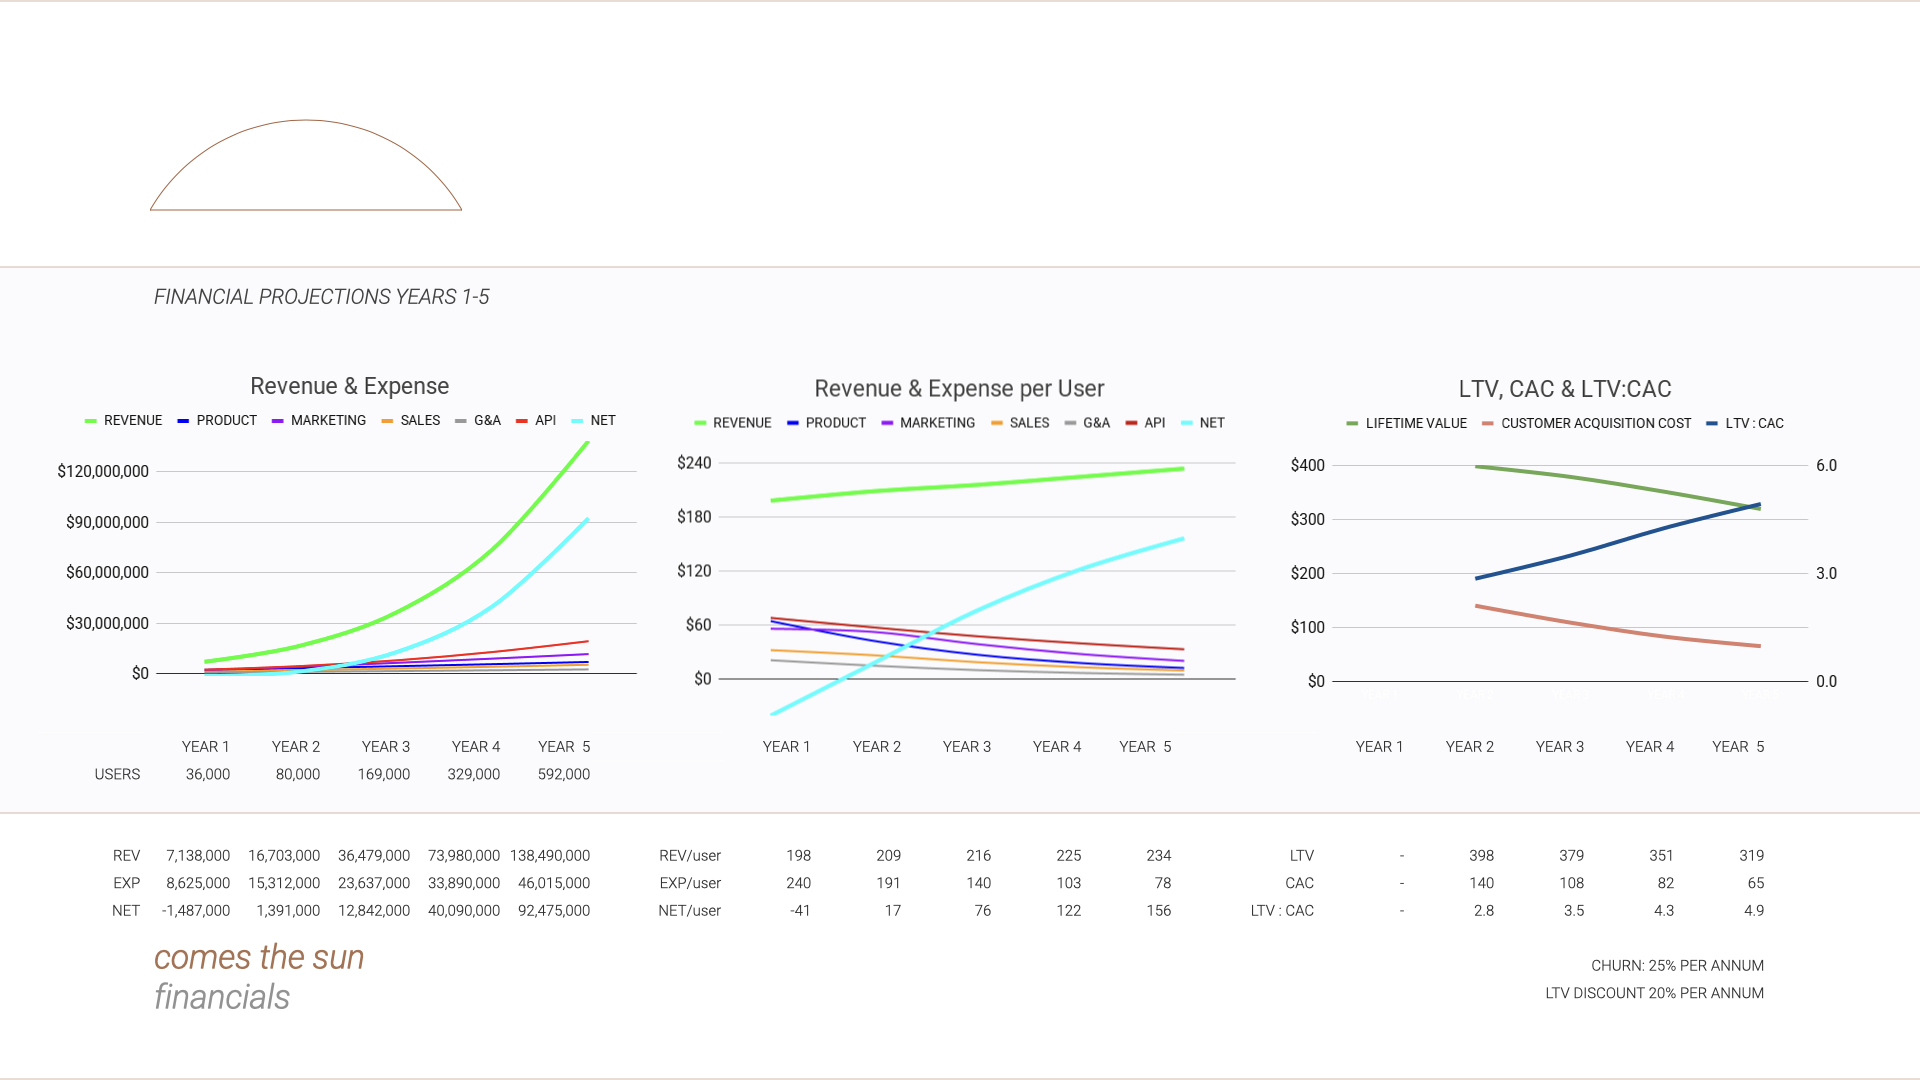 FINANCIAL PROJECTIONS YEARS 1-5
Revenue & Expense
REVENUE PRODUCT MARKETING SALES G&A API NET
$120,000,000
$90,000,000
$60,000,000
$30,000,000
$0
YEAR 1 YEAR 2 YEAR 3 YEAR 4 YEAR 5
USERS 36,000 80,000 169,000 329,000 592,000
Revenue & Expense per User
REVENUE PRODUCT MARKETING SALES G&A API NET
$240
$180
$120
$60
$0
YEAR 1 YEAR 2 YEAR 3 YEAR 4 YEAR 5
LTV, CAC & LTV:CAC
LIFETIME VALUE CUSTOMER ACQUISITION COST LTV : CAC
$400 6.0
$300
$200 3.0
$100
$0 0.0
YEAR 1 YEAR 2 YEAR 3 YEAR 4 YEAR 5
REV 7,138,000 16,703,000 36,479,000 73,980,000 138,490,000
EXP 8,625,000 15,312,000 23,637,000 33,890,000 46,015,000
NET -1,487,000 1,391,000 12,842,000 40,090,000 92,475,000
REV/user 198 209 216 225 234
EXP/user 240 191 140 103 78
NET/user -41 17 76 122 156
LTV - 398 379 351 319
CAC - 140 108 82 65
LTV : CAC - 2.8 3.5 4.3 4.9
comes the sun
financials
CHURN: 25% PER ANNUM
LTV DISCOUNT 20% PER ANNUM